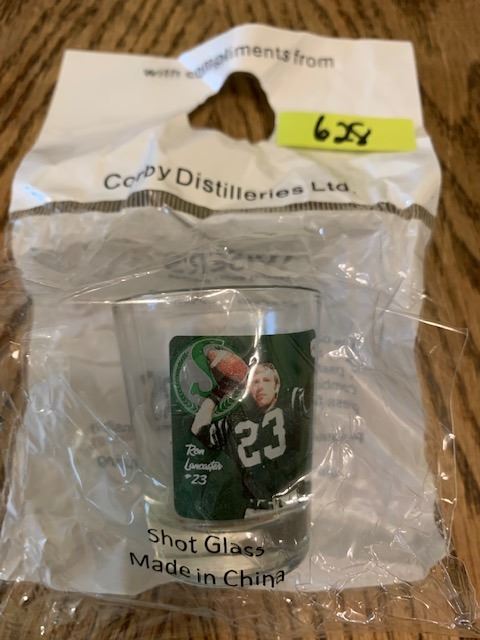 with compliments from
628
Corby Distilleries Ltd.
S
23
Ron
Lancaster
#23
Shot Glass
Made in China